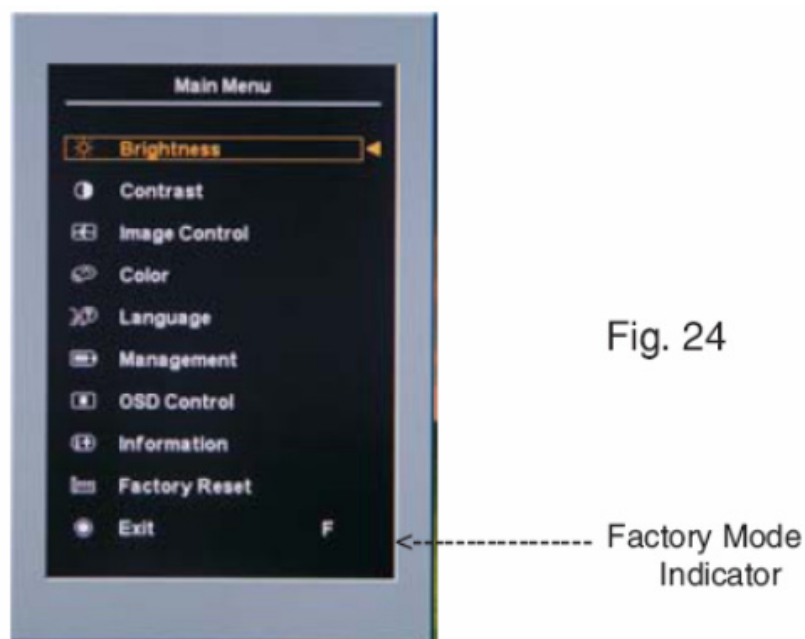 Main Menu
Brightness
Contrast
Image Control
Color
Language
Management
OSD Control
Information
Factory Reset
Exit F
Fig. 24
Factory Mode
Indicator